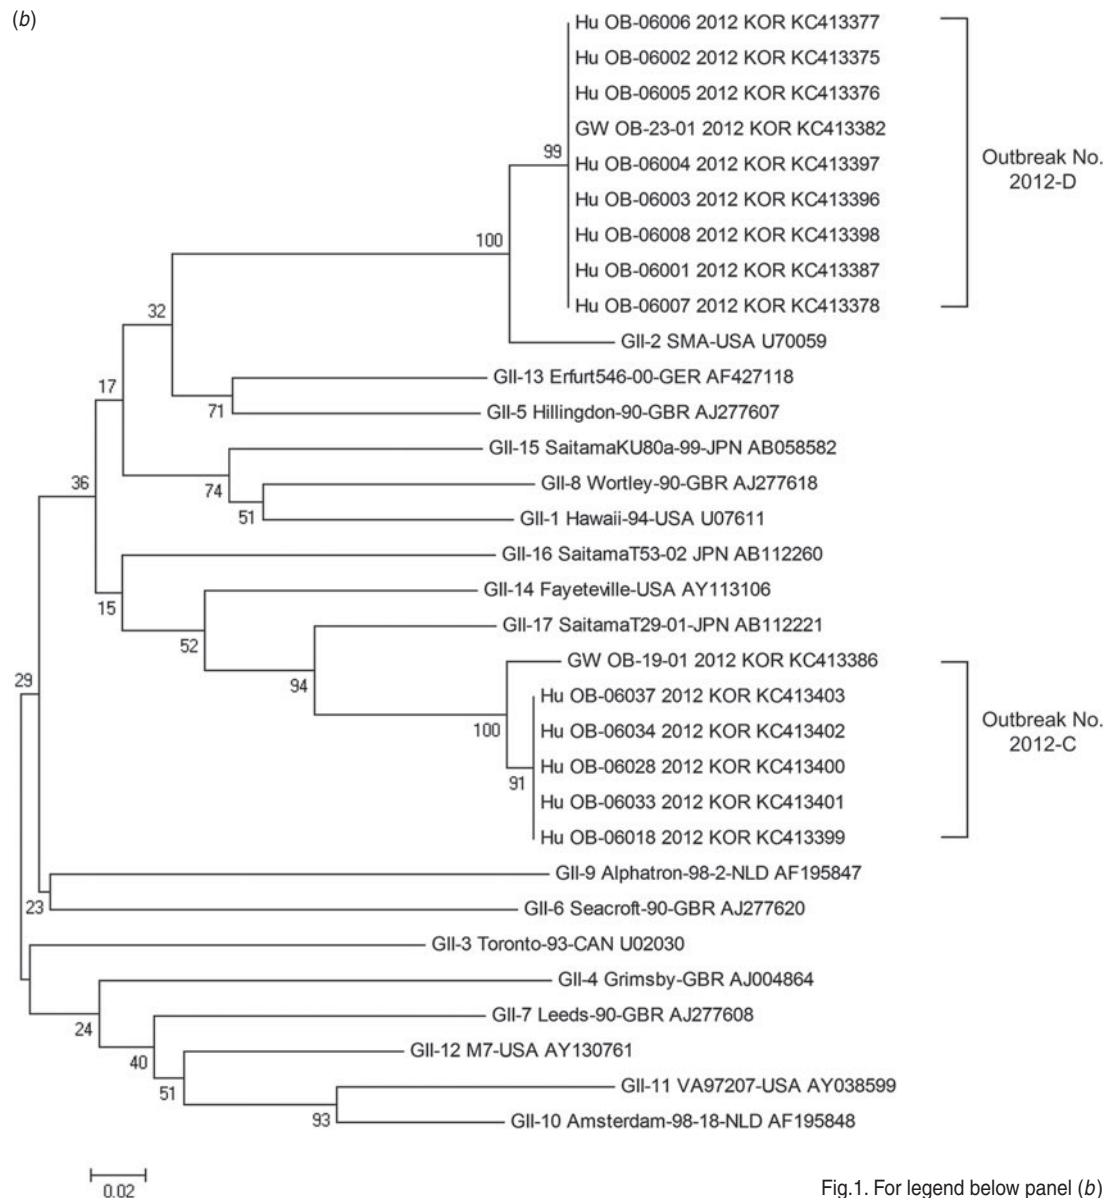 (b)
Hu OB-06006 2012 KOR KC413377
Hu OB-06002 2012 KOR KC413375
Hu OB-06005 2012 KOR KC413376
GW OB-23-01 2012 KOR KC413382
99
Hu OB-06004 2012 KOR KC413397
Outbreak No.
2012-D
Hu OB-06003 2012 KOR KC413396
Hu OB-06008 2012 KOR KC413398
100
Hu OB-06001 2012 KOR KC413387
Hu OB-06007 2012 KOR KC413378
32
GII-2 SMA-USA U70059
GII-13 Erfurt546-00-GER AF427118
17
71
GII-5 Hillingdon-90-GBR AJ277607
GII-15 SaitamaKU80a-99-JPN AB058582
36
74
GII-8 Wortley-90-GBR AJ277618
51
GII-1 Hawaii-94-USA U07611
GII-16 SaitamaT53-02 JPN AB112260
15
GII-14 Fayeteville-USA AY113106
52
GII-17 SaitamaT29-01-JPN AB112221
GW OB-19-01 2012 KOR KC413386
29
94
Hu OB-06037 2012 KOR KC413403
100
Hu OB-06034 2012 KOR KC413402
Outbreak No.
2012-C
Hu OB-06028 2012 KOR KC413400
91
Hu OB-06033 2012 KOR KC413401
Hu OB-06018 2012 KOR KC413399
GII-9 Alphatron-98-2-NLD AF195847
23
GII-6 Seacroft-90-GBR AJ277620
GII-3 Toronto-93-CAN U02030
GII-4 Grimsby-GBR AJ004864
24
GII-7 Leeds-90-GBR AJ277608
40
GII-12 M7-USA AY130761
51
GII-11 VA97207-USA AY038599
93
GII-10 Amsterdam-98-18-NLD AF195848
0.02
Fig.1. For legend below panel (b)